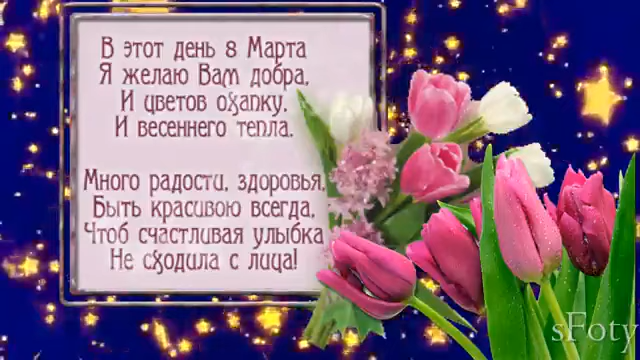 В этот день 8 Марта
Я желаю Вам добра,
И цветов охапку,
И весеннего тепла.
Много радости, здоровья,
Быть красивою всегда,
Чтоб счастливая улыбка
Не сходила с лица!
sFoty